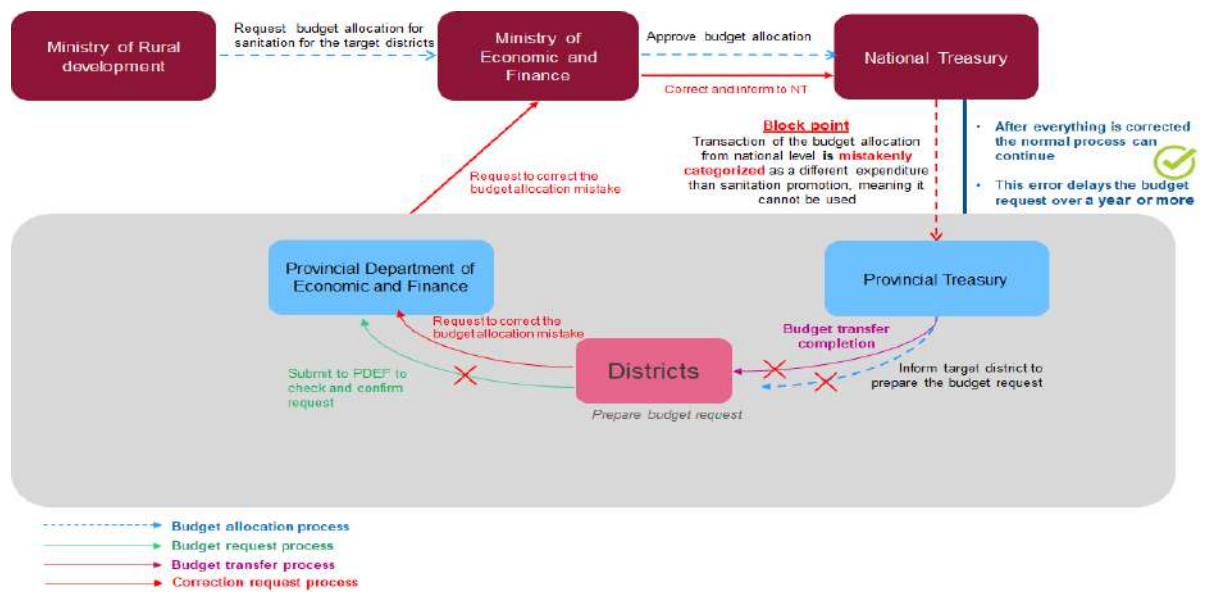 Ministry of Rural
development
Request budget allocation for
sanitation for the target districts
Ministry of
Economic and
Finance
Approve budget allocation
Correct and inform to NT
National Treasury
Block point
Transaction of the budget allocation
from national level is mistakenly
categorized as a different expenditure
than sanitation promotion, meaning it
cannot be used
• After everything is corrected
the normal process can
continue
• This error delays the budget
request over a year or more
Request to correct the
budget allocation mistake
Provincial Department of
Economic and Finance
Provincial Treasury
Request to correct the
budget allocation mistake
Budget transfer
completion
Submit to PDEF to
check and confirm
request
Districts
Inform target district to
prepare the budget request
Prepare budget request
Budget allocation process
Budget request process
Budget transfer process
Correction request process